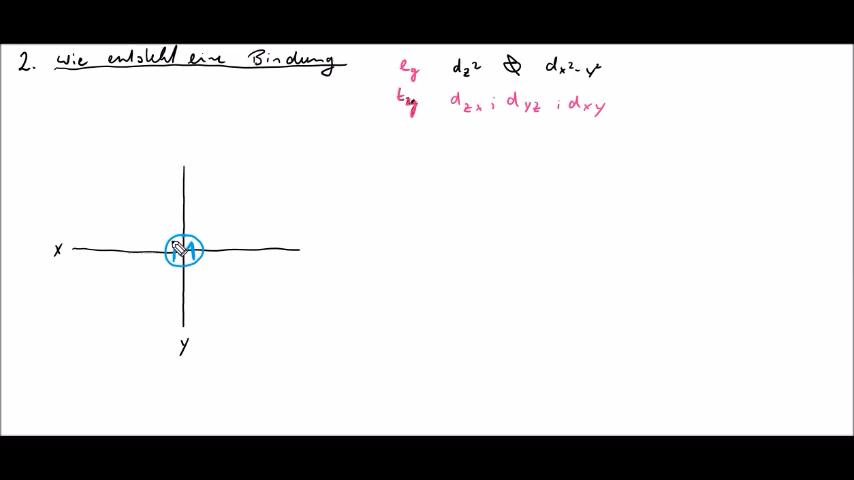 2. wie entsteht eine Bindung
eg dz² & dx²-y²
t2g dzx ; dyz ; dxy
M
x
y